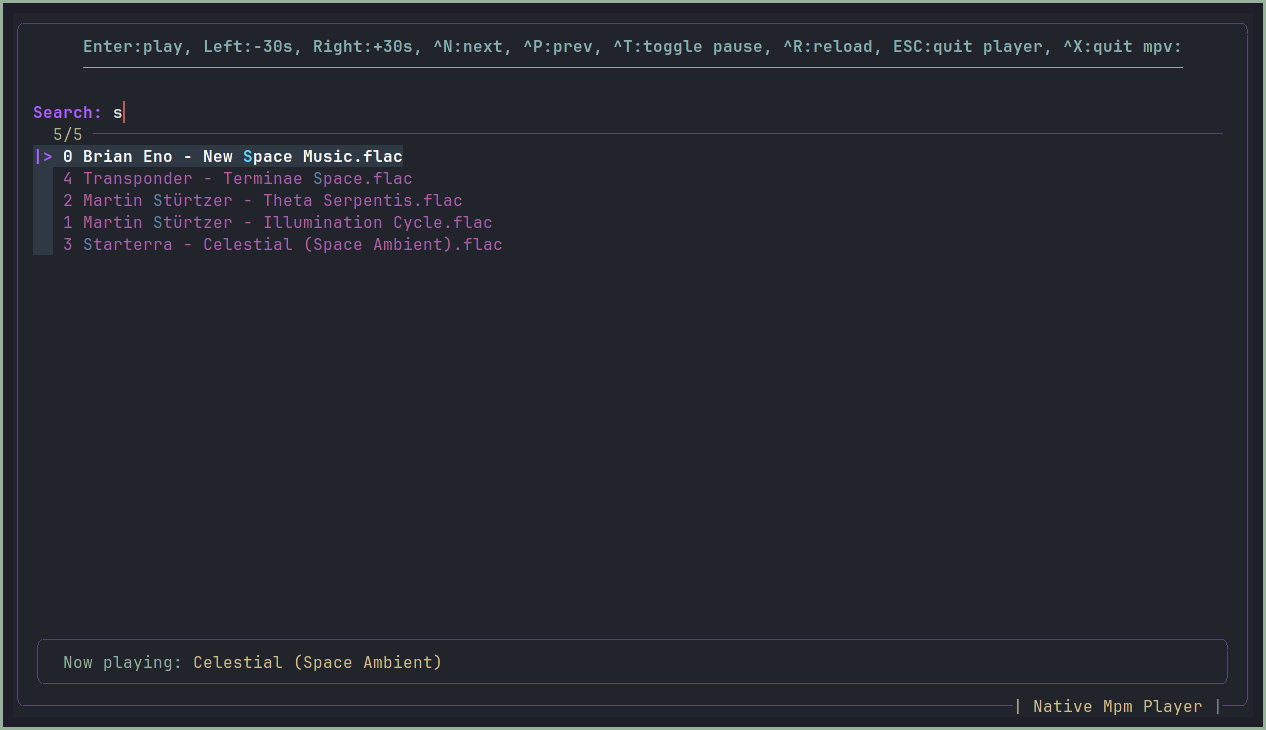 Enter:play, Left:-30s, Right:+30s, ^N:next, ^P:prev, ^T:toggle pause, ^R:reload, ESC:quit player, ^X:quit mpv:
Search: s
5/5
|> 0 Brian Eno - New Space Music.flac
4 Transponder - Terminae Space.flac
2 Martin Stürtzer - Theta Serpentis.flac
1 Martin Stürtzer - Illumination Cycle.flac
3 Starterra - Celestial (Space Ambient).flac
Now playing: Celestial (Space Ambient)
| Native Mpm Player |